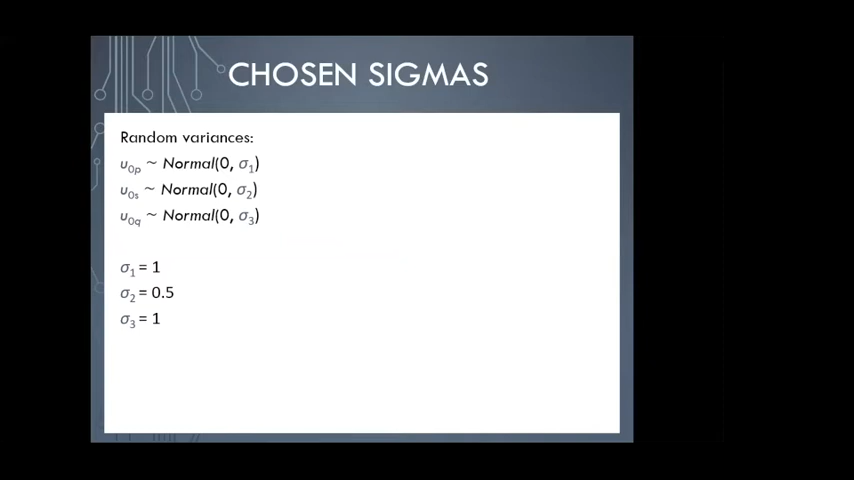 CHOSEN SIGMAS
Random variances:
u₀ₚ ~ Normal(0, σ₁)
u₀ₛ ~ Normal(0, σ₂)
u₀q ~ Normal(0, σ₃)
σ₁ = 1
σ₂ = 0.5
σ₃ = 1